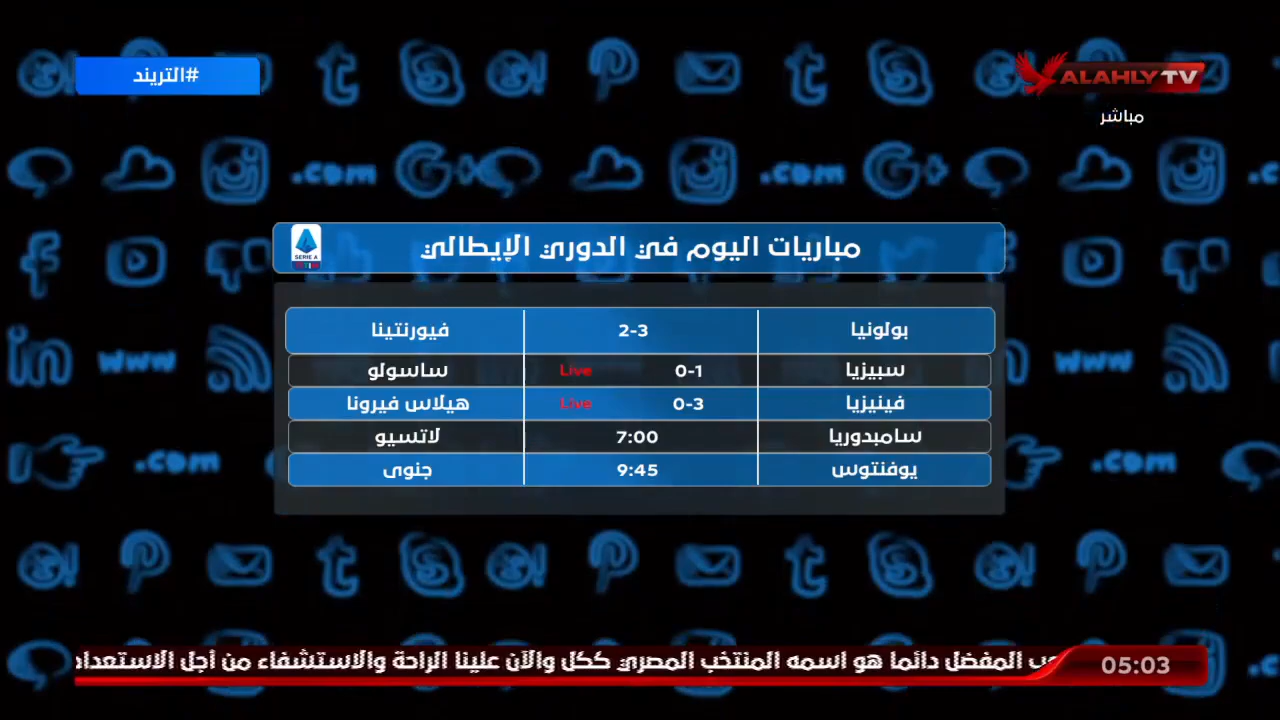 #التريند
ALAHLY TV
مباشر
مباريات اليوم في الدوري الإيطالي
SERIE A
بولونيا 2-3 فيورنتينا
سبيزيا 0-1 Live ساسولو
فينيزيا 0-3 Live هيلاس فيرونا
سامبدوريا 7:00 لاتسيو
يوفنتوس 9:45 جنوى
المفضل دائما هو اسمه المنتخب المصري ككل والآن علينا الراحة والاستشفاء من أجل
05:03